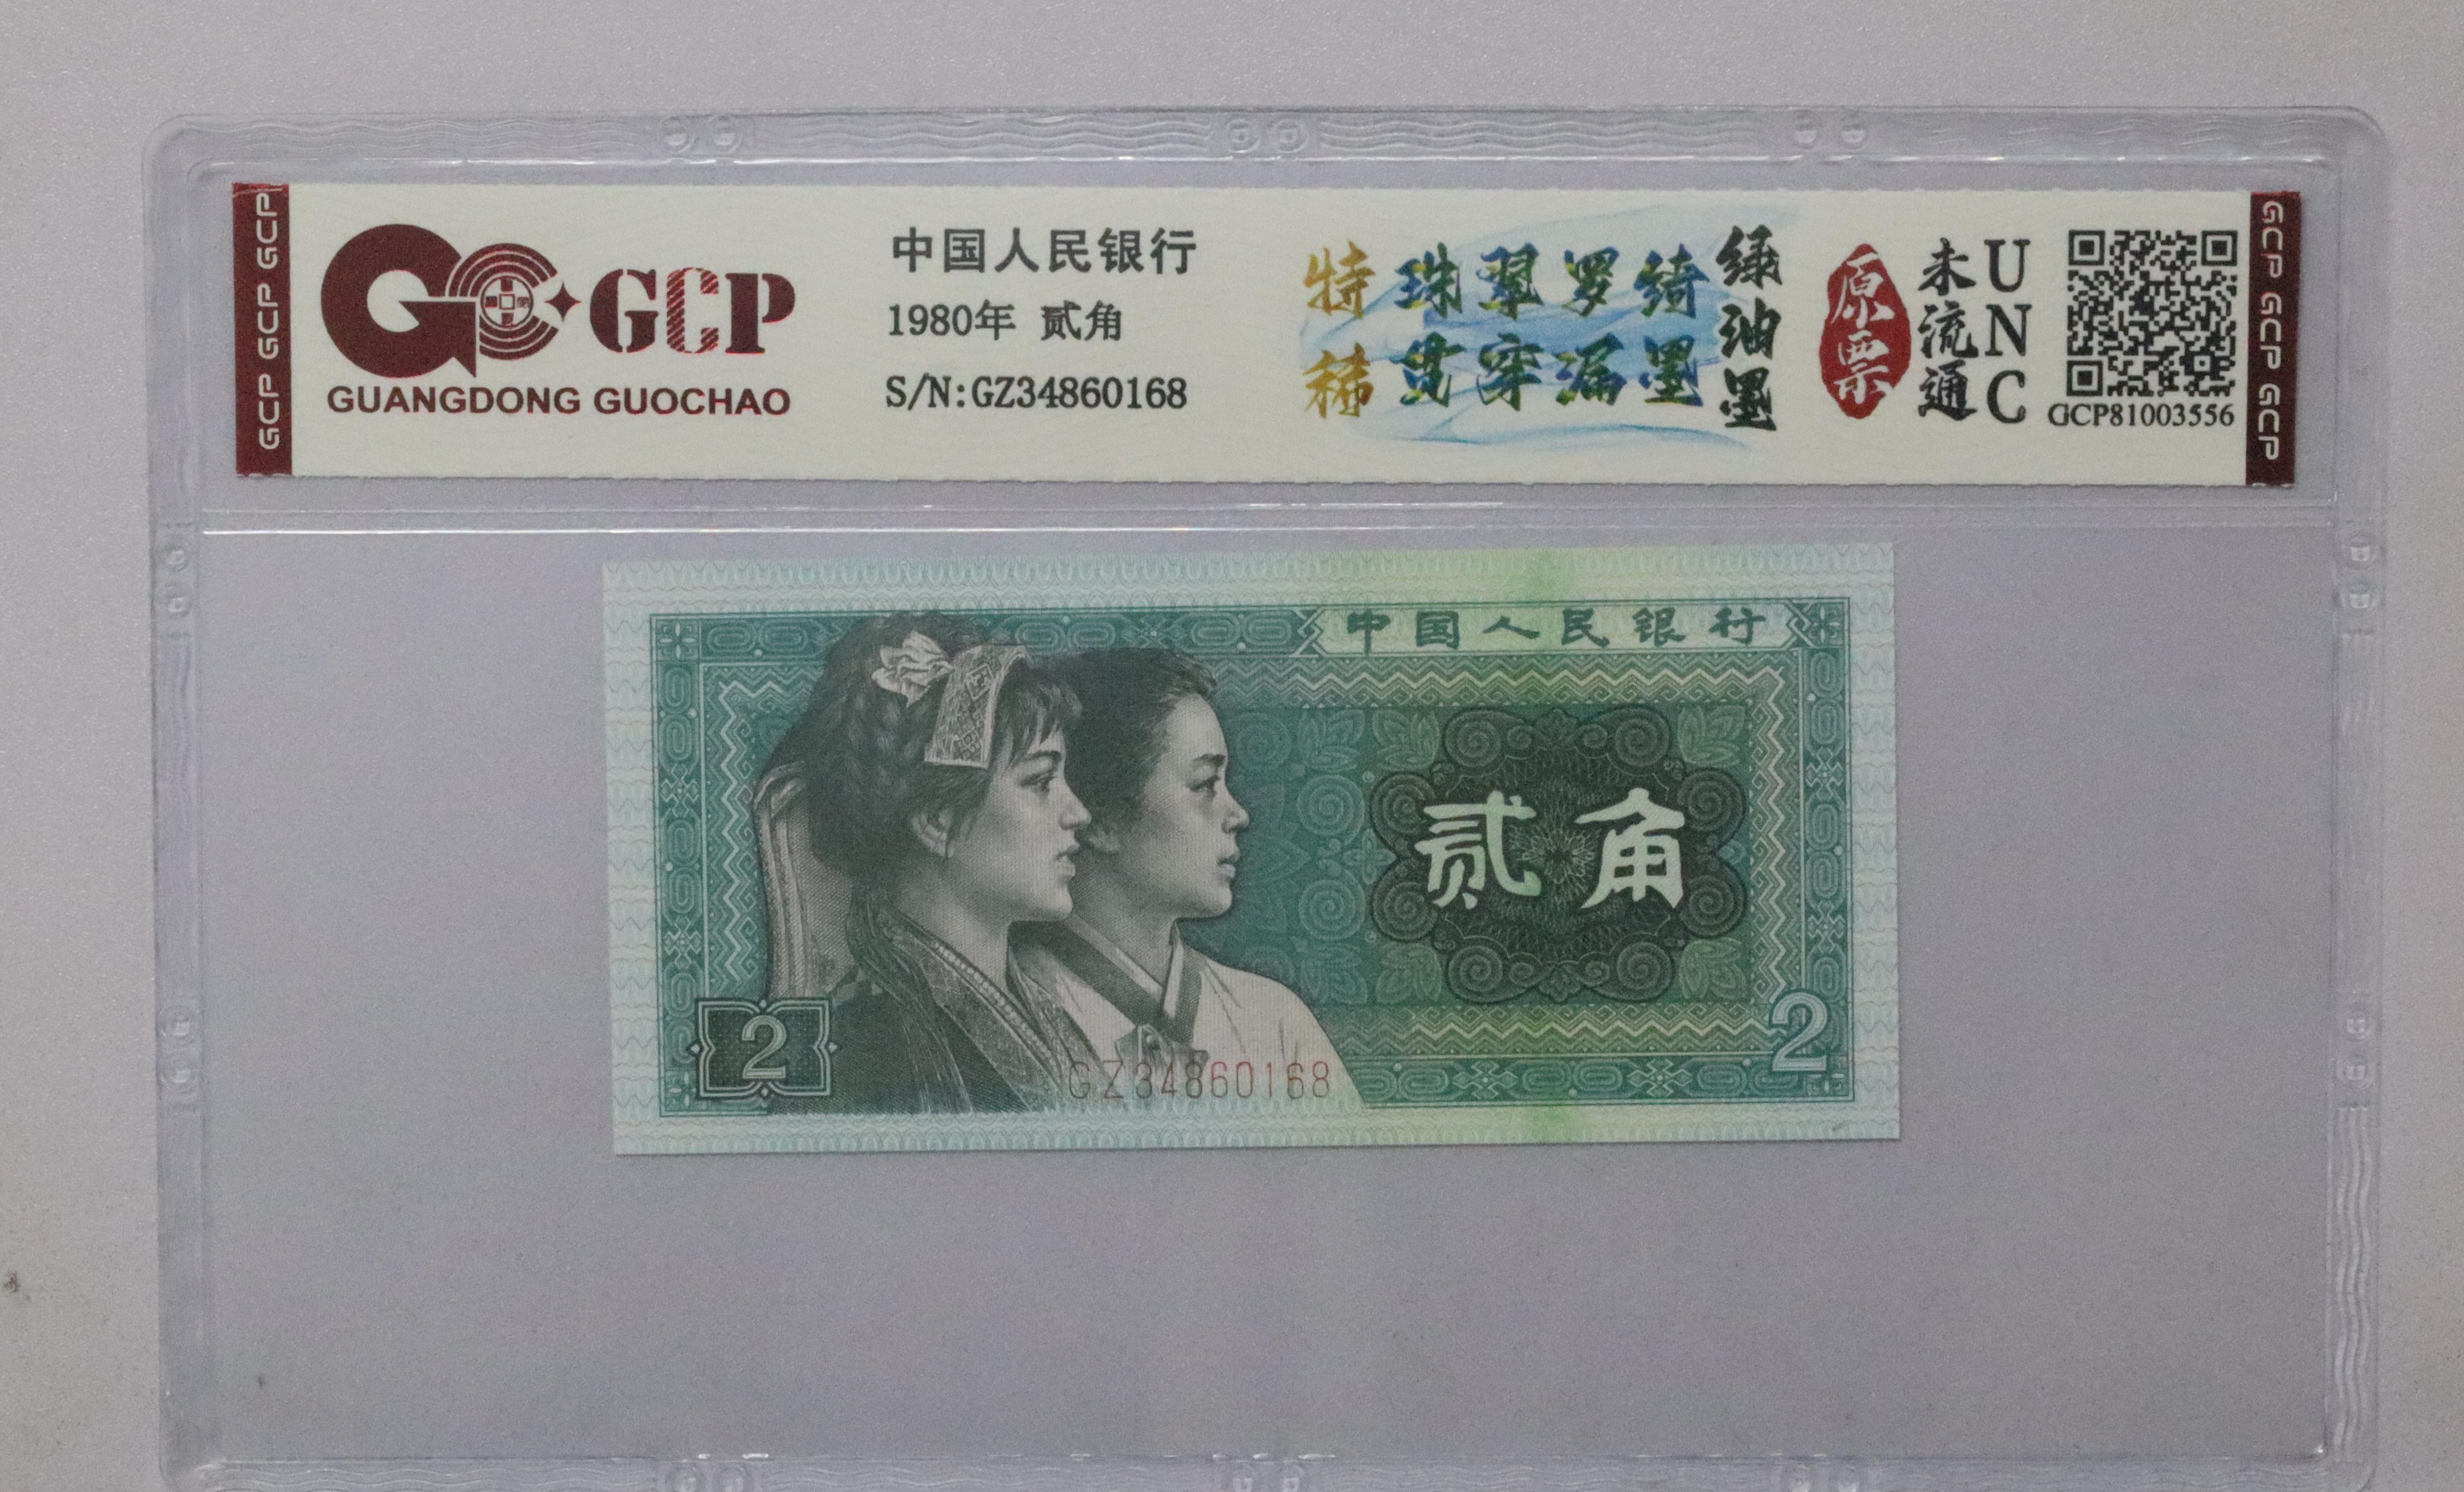 GCP GCP GCP
GCP
GUANGDONG GUOCHAO
中国人民银行
1980年 贰角
S/N:GZ34860168
特稀
珠翠罗绮
贯穿漏墨
绿油墨
原票
未流通
UNC
GCP81003556
GCP GCP GCP
中国人民银行
贰角
2
GZ34860168
2